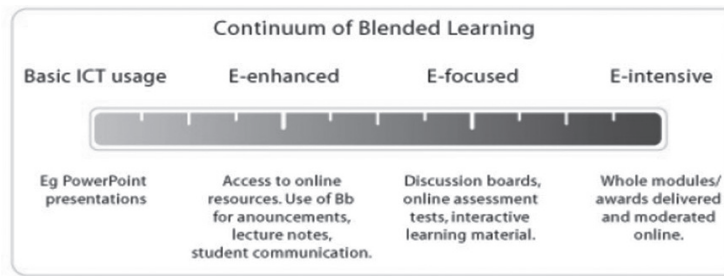 Continuum of Blended Learning
Basic ICT usage E-enhanced E-focused E-intensive
Eg PowerPoint
presentations
Access to online
resources. Use of Bb
for anouncements,
lecture notes,
student communication.
Discussion boards,
online assessment
tests, interactive
learning material.
Whole modules/
awards delivered
and moderated
online.